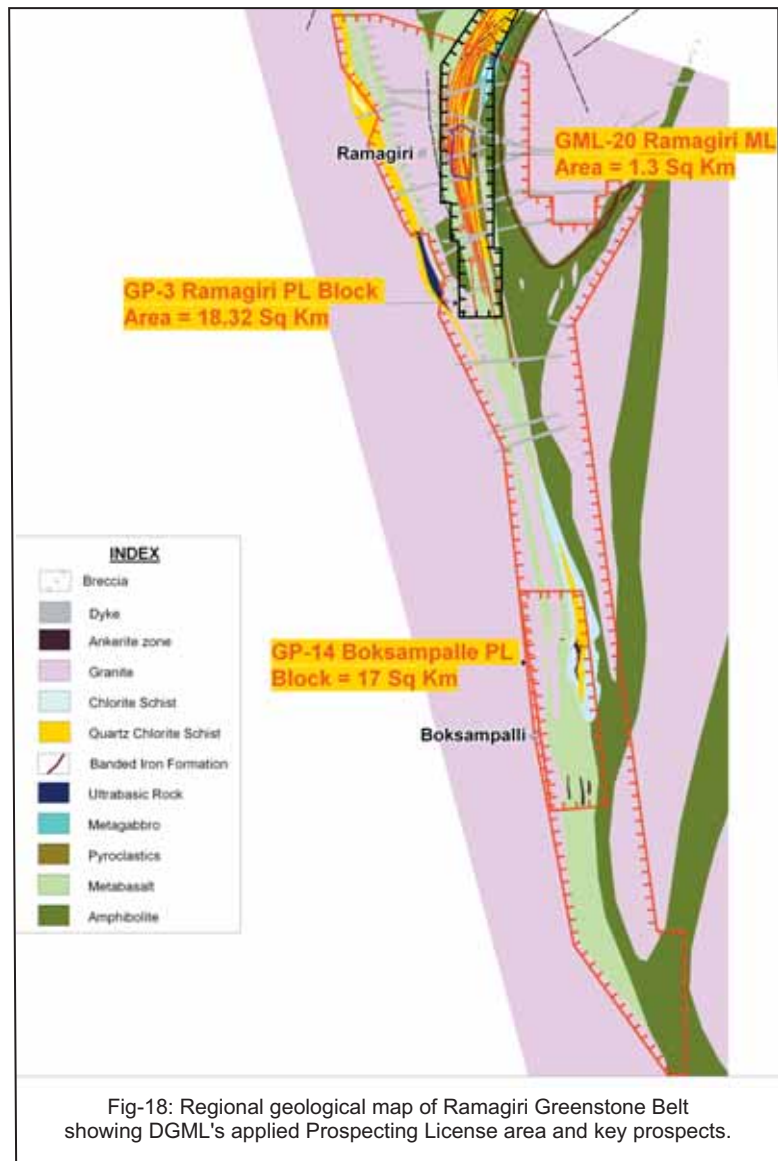 Ramagiri
GML-20 Ramagiri ML
Area = 1.3 Sq Km
GP-3 Ramagiri PL Block
Area = 18.32 Sq Km
GP-14 Boksampalle PL
Block = 17 Sq Km
Boksampalli
INDEX
Breccia
Dyke
Ankerite zone
Granite
Chlorite Schist
Quartz Chlorite Schist
Banded Iron Formation
Ultrabasic Rock
Metagabbro
Pyroclastics
Metabasalt
Amphibolite
Fig-18: Regional geological map of Ramagiri Greenstone Belt
showing DGML's applied Prospecting License area and key prospects.